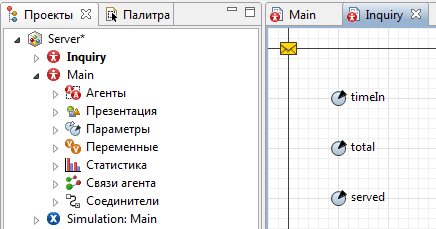 Проекты
Палитра
Server*
Inquiry
Main
Агенты
Презентация
Параметры
Переменные
Статистика
Связи агента
Соединители
Simulation: Main
Main
Inquiry
timeIn
total
served